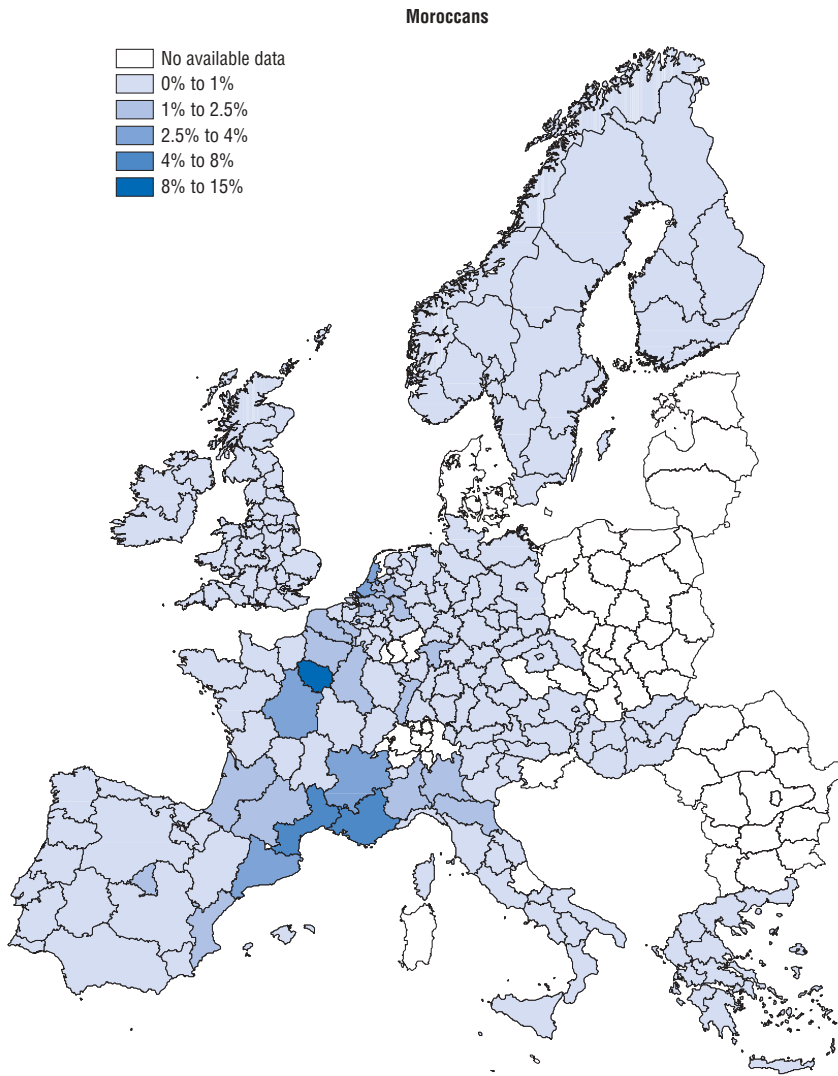 Moroccans
No available data
0% to 1%
1% to 2.5%
2.5% to 4%
4% to 8%
8% to 15%